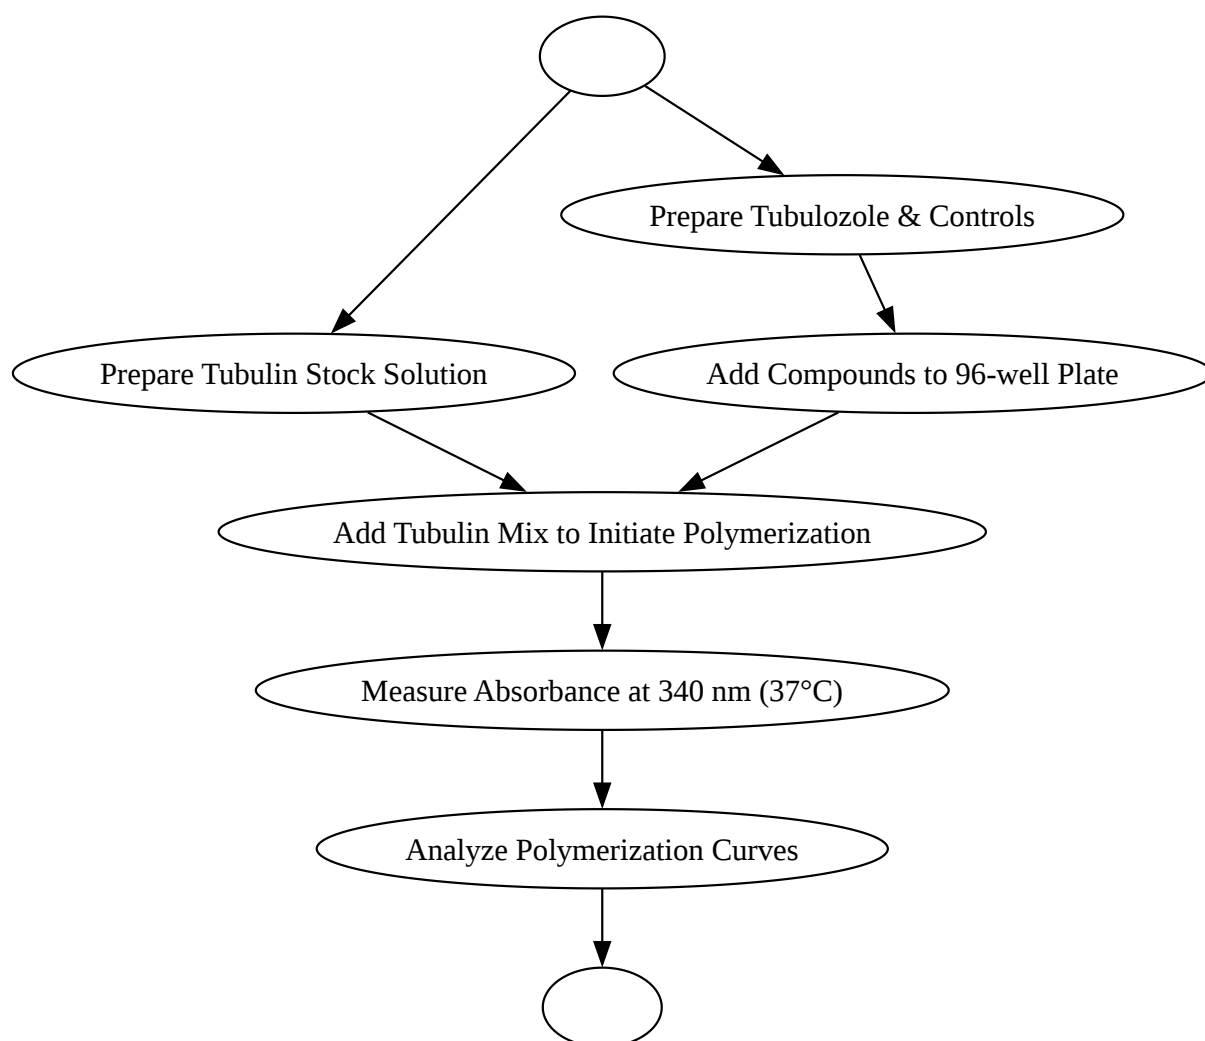 Prepare Tubulozole & Controls
Prepare Tubulin Stock Solution
Add Compounds to 96-well Plate
Add Tubulin Mix to Initiate Polymerization
Measure Absorbance at 340 nm (37°C)
Analyze Polymerization Curves